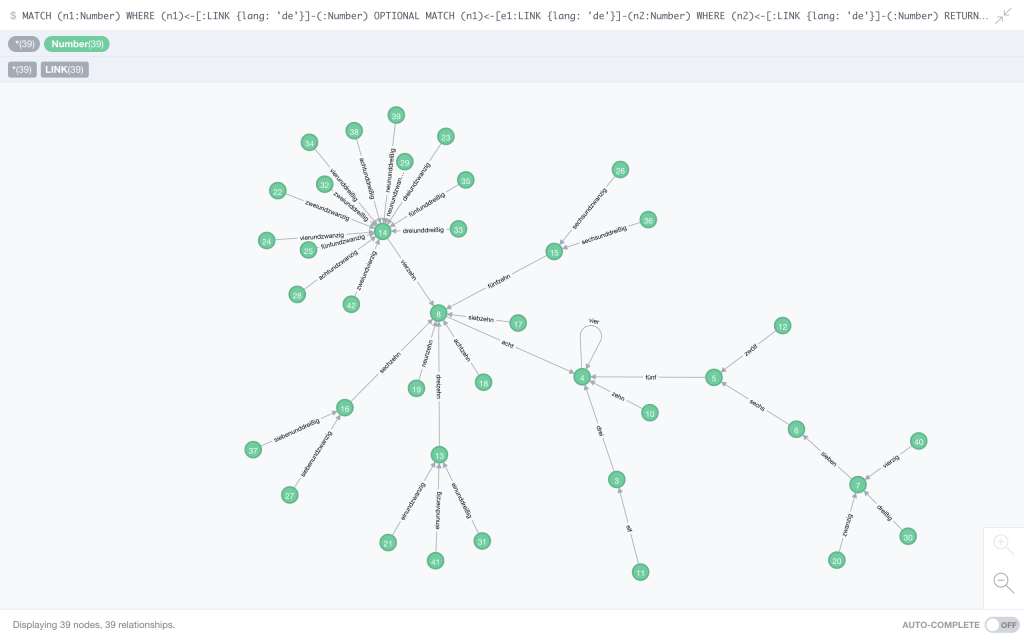 $ MATCH (n1:Number) WHERE (n1)<-[:LINK {lang: 'de'}]-(:Number) OPTIONAL MATCH (n1)<-[e1:LINK {lang: 'de'}]-(n2:Number) WHERE (n2)<-[:LINK {lang: 'de'}]-(:Number) RETURN…
*(39) Number(39)
*(39) LINK(39)
39
38
23
34
neunundreißig
achtunddreißig
29
26
vierunddreißig
dreiundzwanzig
35
32
neunundzwan…
22
zweiunddreißig
sechsundzwanzig
fünfunddreißig
zweiundzwanzig
36
33
dreiunddreißig
14
24
vierundzwanzig
sechsunddreißig
fünfundzwanzig
25
15
achtundzwanzig
zweiundvierzig
vierzehn
fünfzehn
28
42
8
siebzehn
17
vier
12
acht
zwölf
neunzehn
achtzehn
sechzehn
4
fünf
5
18
19
dreizehn
zehn
sechs
16
10
siebenunddreißig
drei
6
37
40
siebenundzwanzig
13
sieben
vierzig
3
7
27
einundzwanzig
einundvierzig
einunddreißig
dreißig
zwanzig
elf
30
21
31
41
20
11
Displaying 39 nodes, 39 relationships.
AUTO-COMPLETE OFF